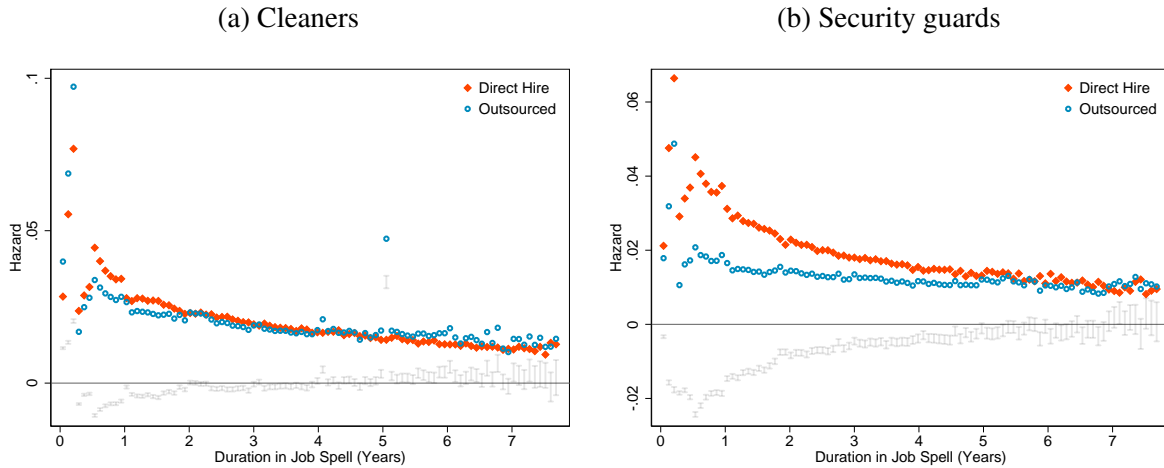 (a) Cleaners
(b) Security guards
.1
.05
0
Hazard
Direct Hire
Outsourced
0 1 2 3 4 5 6 7
Duration in Job Spell (Years)
.06
.04
.02
0
-.02
Hazard
Direct Hire
Outsourced
0 1 2 3 4 5 6 7
Duration in Job Spell (Years)